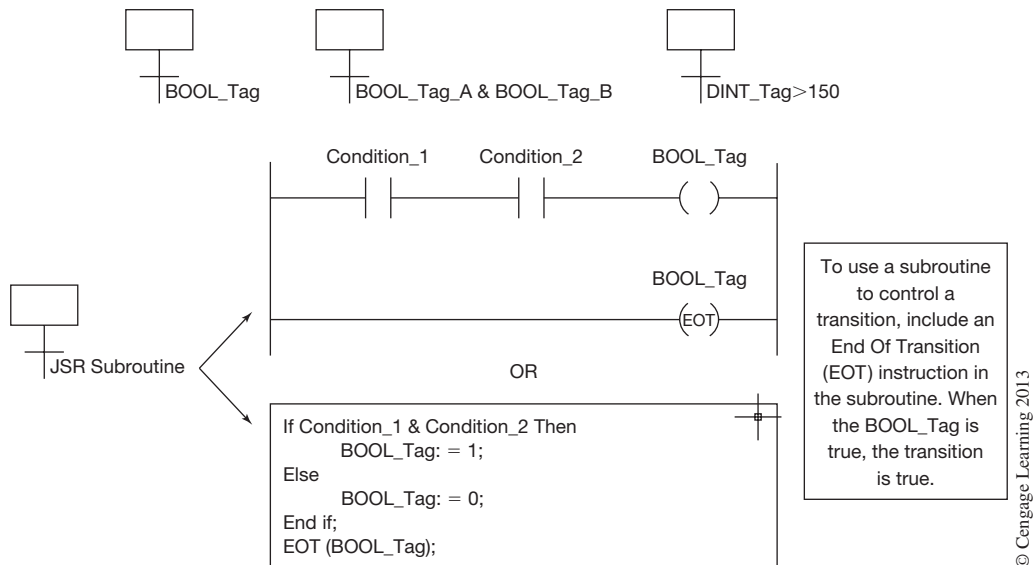 BOOL_Tag
BOOL_Tag_A & BOOL_Tag_B
DINT_Tag>150
Condition_1
Condition_2
BOOL_Tag
BOOL_Tag
EOT
JSR Subroutine
OR
If Condition_1 & Condition_2 Then
BOOL_Tag: = 1;
Else
BOOL_Tag: = 0;
End if;
EOT (BOOL_Tag);
To use a subroutine
to control a
transition, include an
End Of Transition
(EOT) instruction in
the subroutine. When
the BOOL_Tag is
true, the transition
is true.
© Cengage Learning 2013